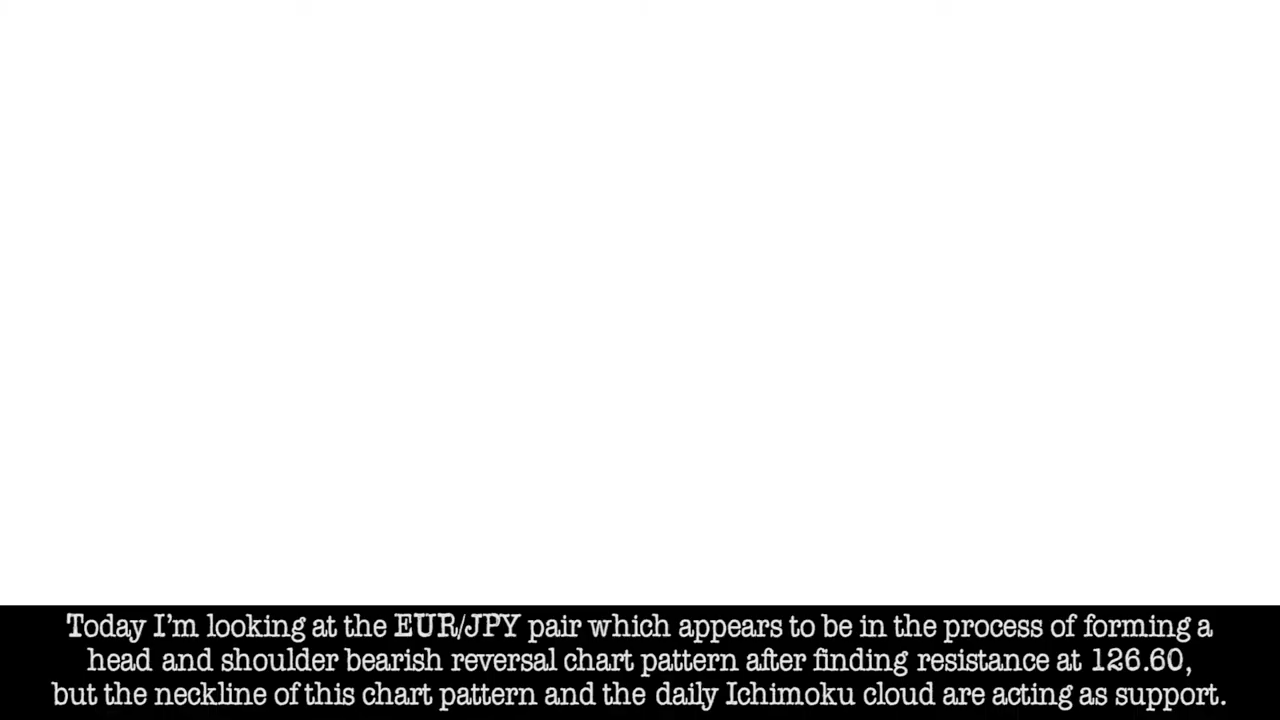 Today I'm looking at the EUR/JPY pair which appears to be in the process of forming a
head and shoulder bearish reversal chart pattern after finding resistance at 126.60,
but the neckline of this chart pattern and the daily Ichimoku cloud are acting as support.